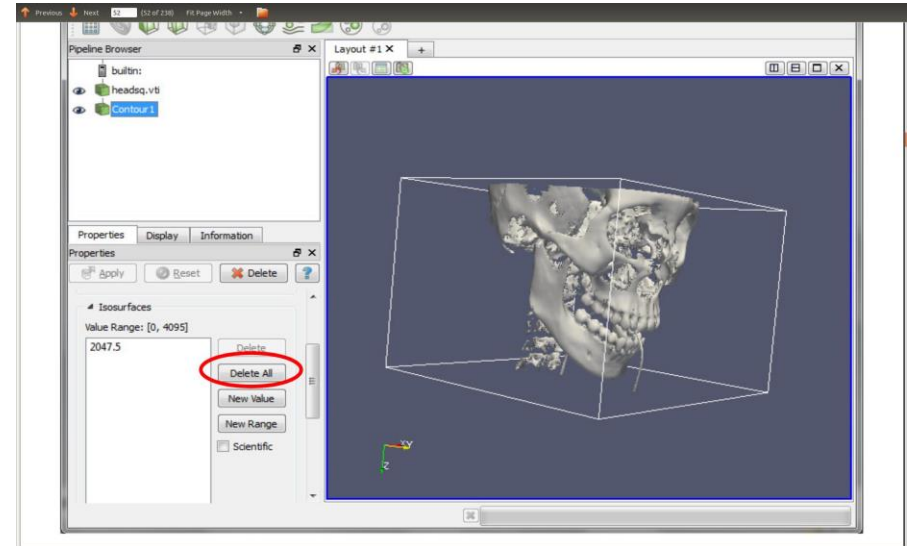 Previous Next 52 (52 of 238) Fit Page Width
Pipeline Browser
Layout #1
builtin:
headsq.vti
Contour1
Properties Display Information
Properties
Apply Reset Delete ?
Isosurfaces
Value Range: [0, 4095]
2047.5
Delete
Delete All
New Value
New Range
Scientific
Y
Z